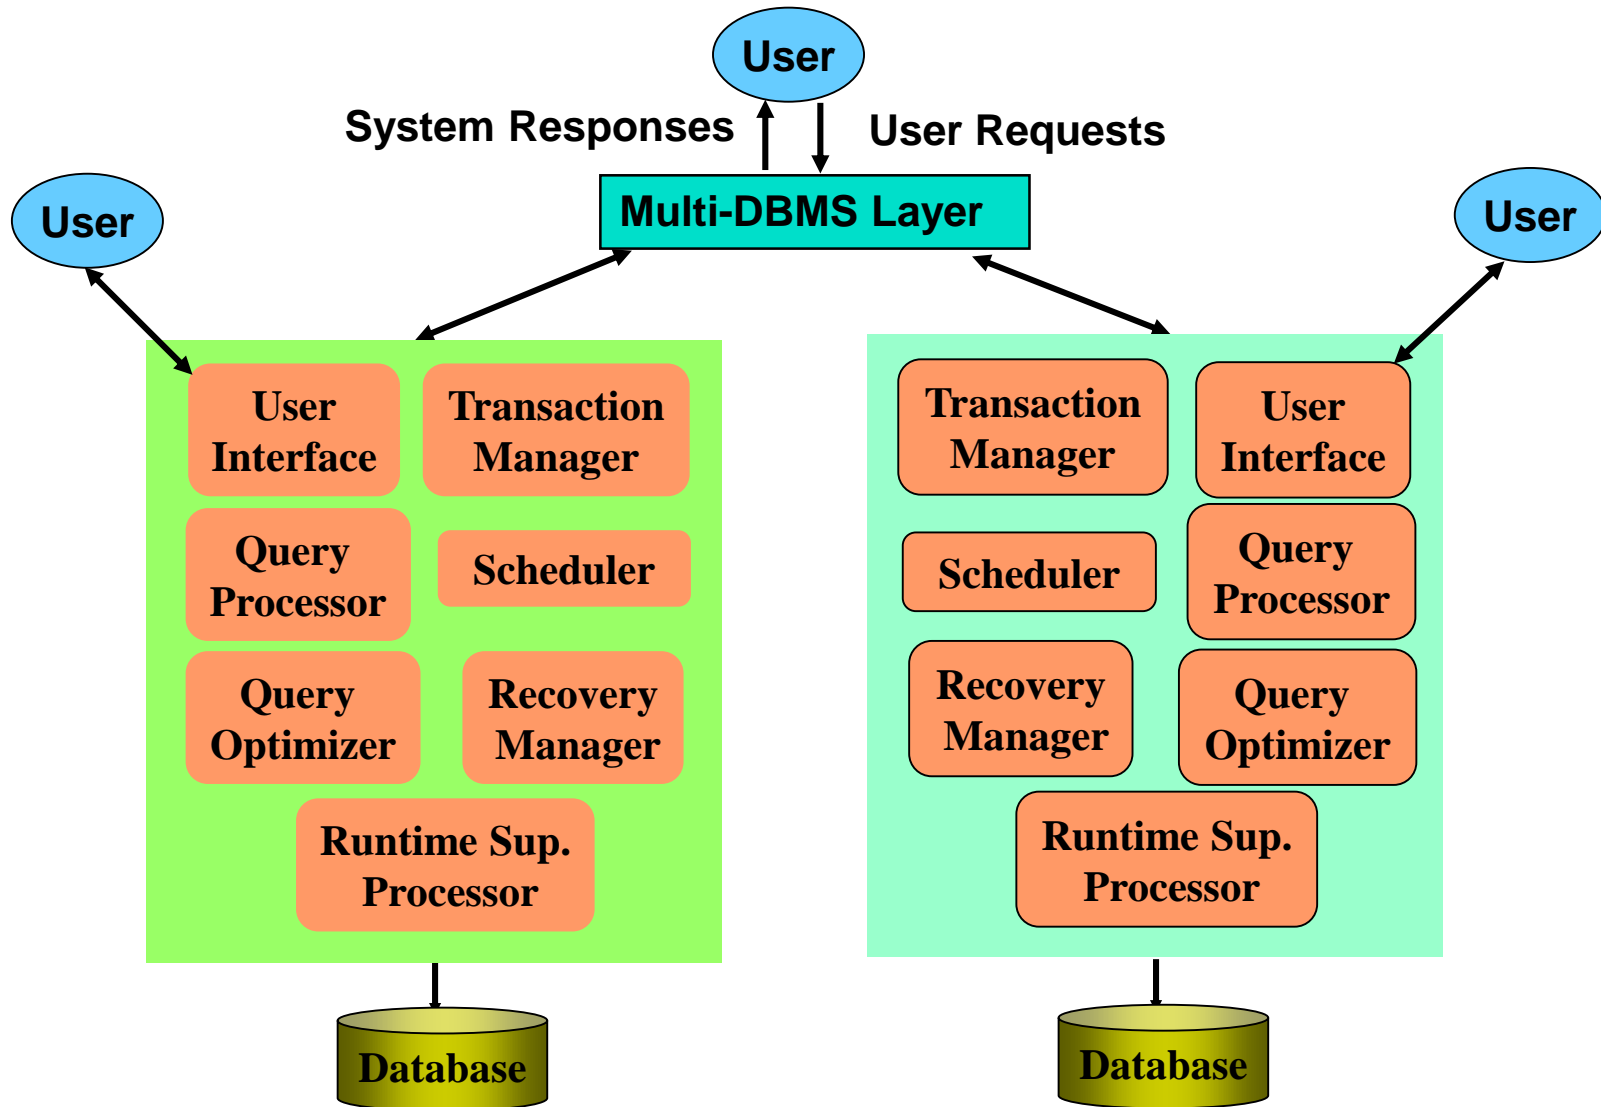 User
System Responses
User Requests
User
Multi-DBMS Layer
User
User
Interface
Transaction
Manager
Query
Processor
Scheduler
Query
Optimizer
Recovery
Manager
Runtime Sup.
Processor
Database
Transaction
Manager
User
Interface
Scheduler
Query
Processor
Recovery
Manager
Query
Optimizer
Runtime Sup.
Processor
Database